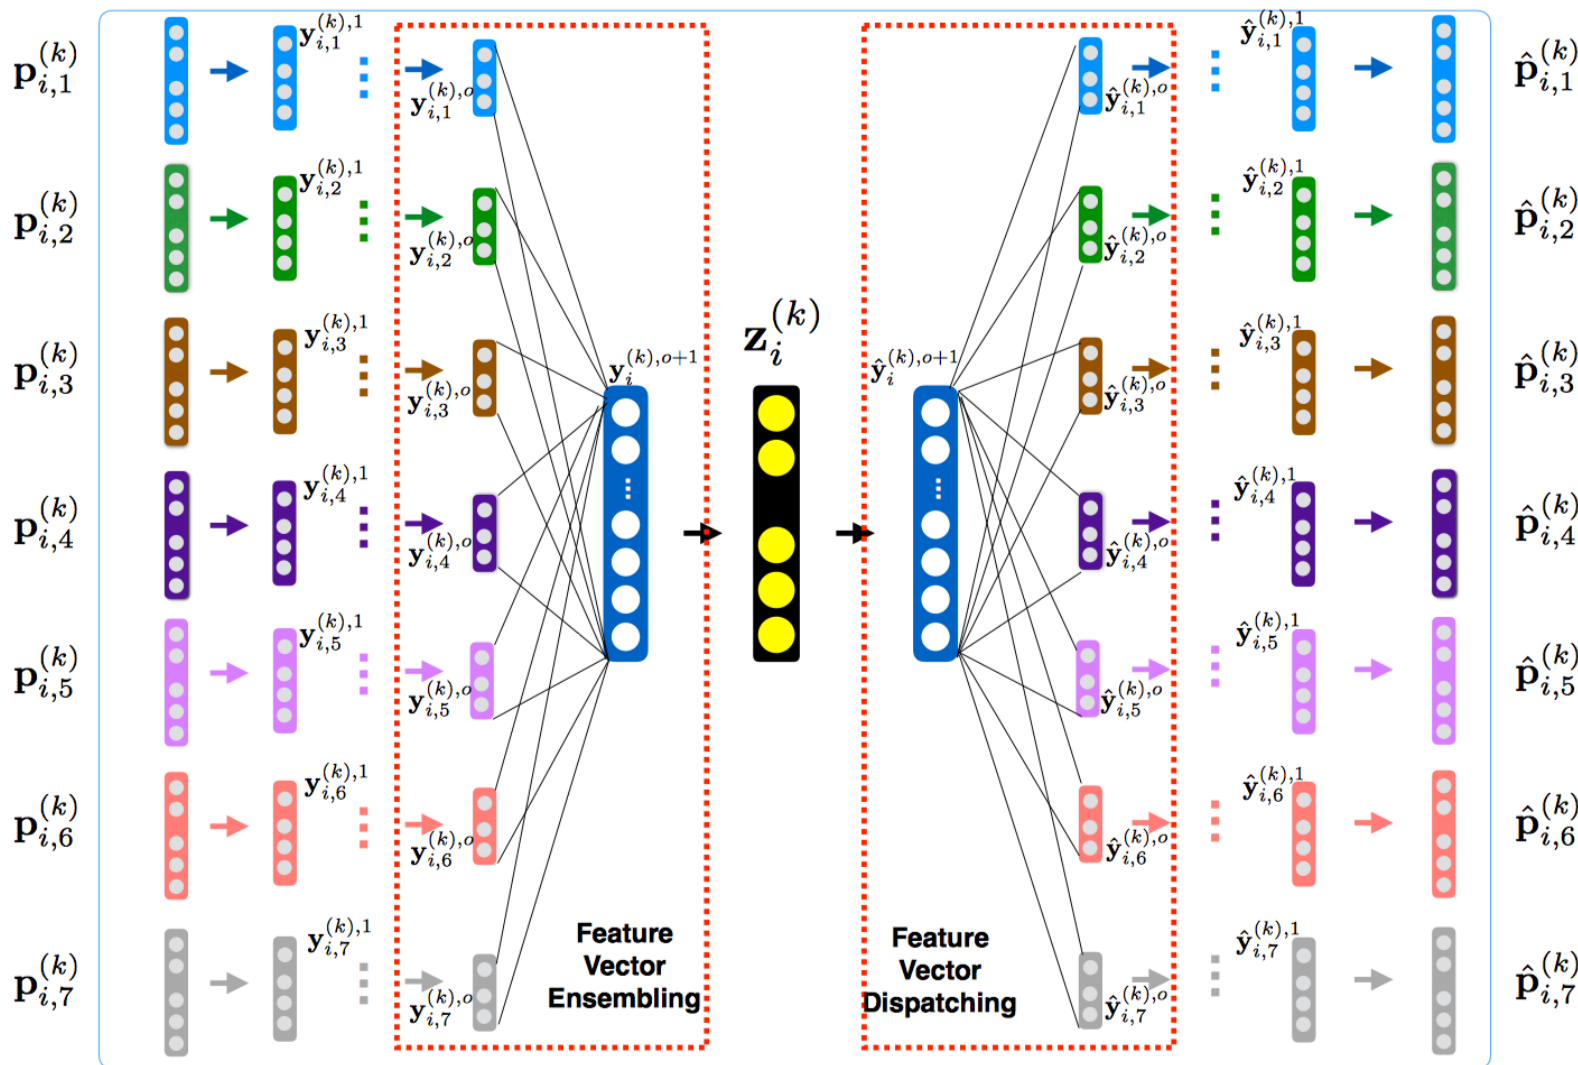 p_{i,1}^{(k)} y_{i,1}^{(k),1} y_{i,1}^{(k),o} ŷ_{i,1}^{(k),o} ŷ_{i,1}^{(k),1} p̂_{i,1}^{(k)}
p_{i,2}^{(k)} y_{i,2}^{(k),1} y_{i,2}^{(k),o} ŷ_{i,2}^{(k),o} ŷ_{i,2}^{(k),1} p̂_{i,2}^{(k)}
p_{i,3}^{(k)} y_{i,3}^{(k),1} y_{i,3}^{(k),o} ŷ_{i,3}^{(k),o} ŷ_{i,3}^{(k),1} p̂_{i,3}^{(k)}
y_i^{(k),o+1} z_i^{(k)} ŷ_i^{(k),o+1}
p_{i,4}^{(k)} y_{i,4}^{(k),1} y_{i,4}^{(k),o} ŷ_{i,4}^{(k),o} ŷ_{i,4}^{(k),1} p̂_{i,4}^{(k)}
p_{i,5}^{(k)} y_{i,5}^{(k),1} y_{i,5}^{(k),o} ŷ_{i,5}^{(k),o} ŷ_{i,5}^{(k),1} p̂_{i,5}^{(k)}
p_{i,6}^{(k)} y_{i,6}^{(k),1} y_{i,6}^{(k),o} ŷ_{i,6}^{(k),o} ŷ_{i,6}^{(k),1} p̂_{i,6}^{(k)}
p_{i,7}^{(k)} y_{i,7}^{(k),1} y_{i,7}^{(k),o} ŷ_{i,7}^{(k),o} ŷ_{i,7}^{(k),1} p̂_{i,7}^{(k)}
Feature
Vector
Ensembling
Feature
Vector
Dispatching